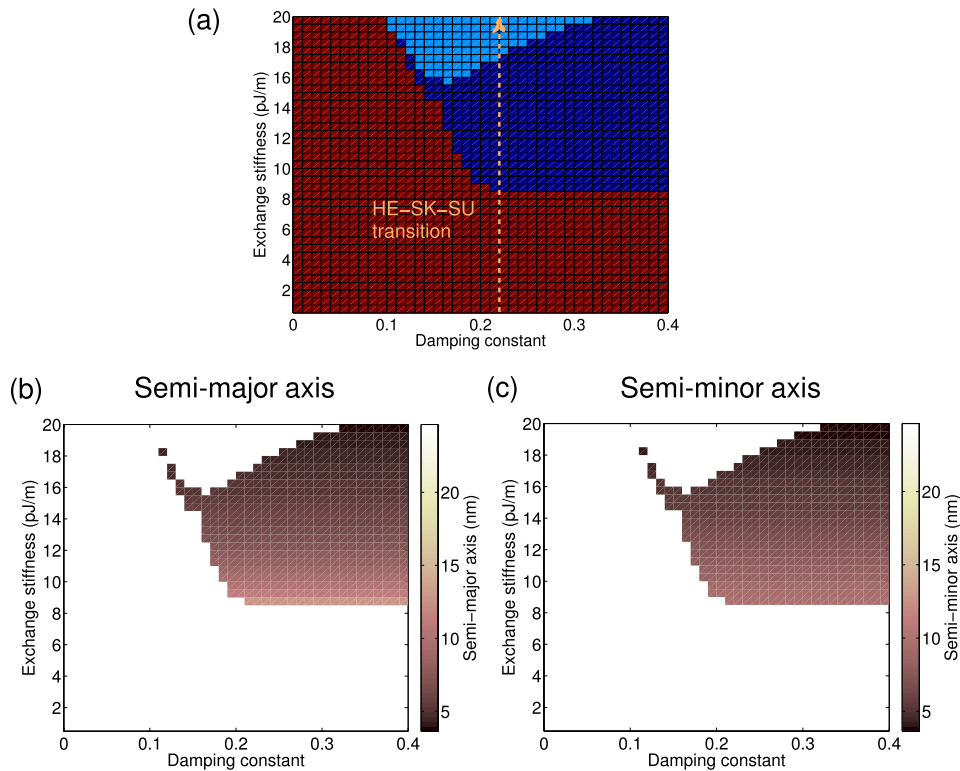 (a)
Exchange stiffness (pJ/m)
20
18
16
14
12
10
8
6
4
2
HE−SK−SU
transition
0 0.1 0.2 0.3 0.4
Damping constant
(b) Semi-major axis
Exchange stiffness (pJ/m)
20
18
16
14
12
10
8
6
4
2
0 0.1 0.2 0.3 0.4
Damping constant
20
15
10
5
Semi−major axis (nm)
(c) Semi-minor axis
Exchange stiffness (pJ/m)
20
18
16
14
12
10
8
6
4
2
0 0.1 0.2 0.3 0.4
Damping constant
20
15
10
5
Semi−minor axis (nm)